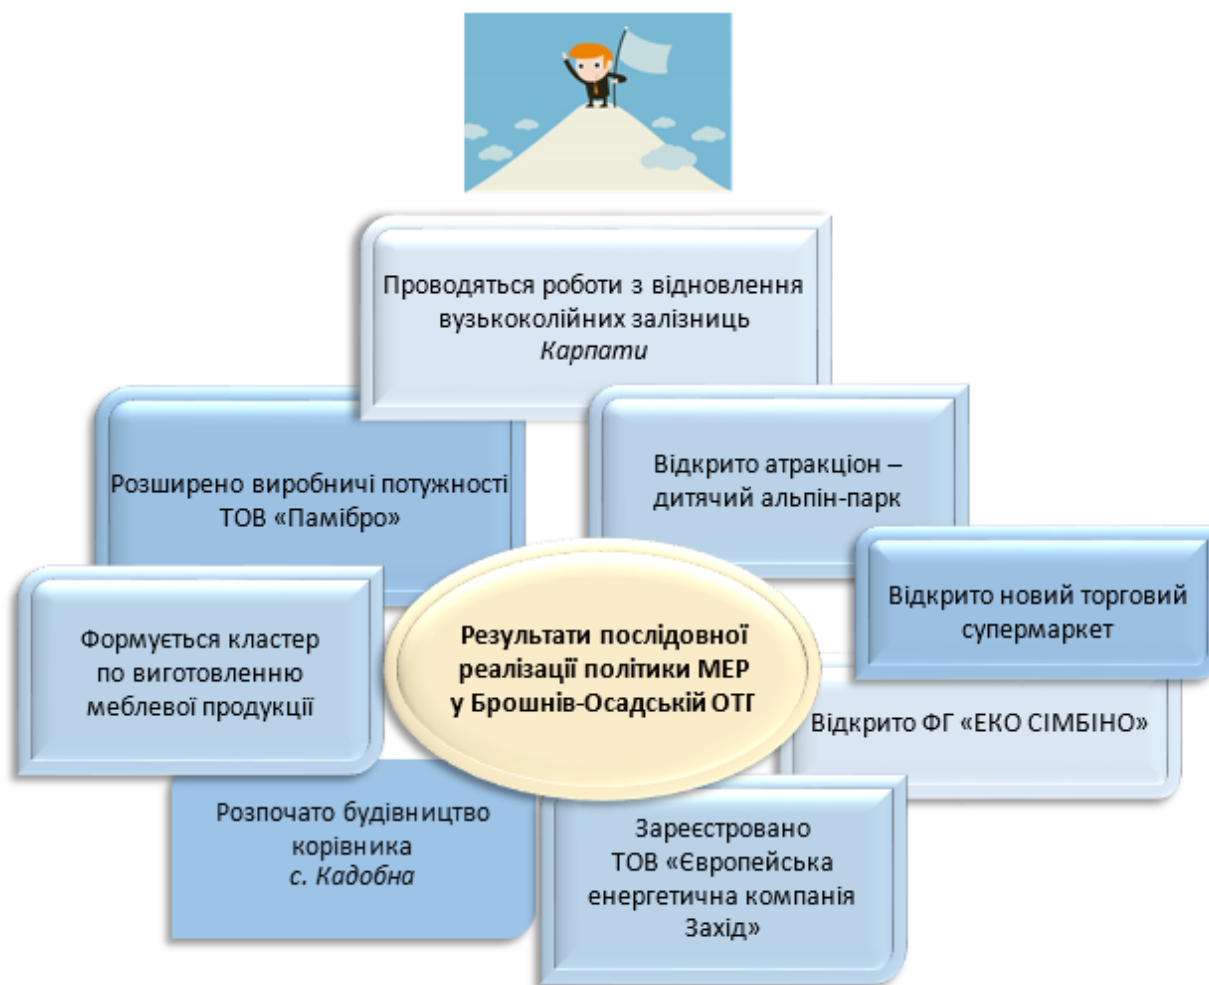 Проводяться роботи з відновлення
вузькоколійних залізниць
Карпати
Розширено виробничі потужності
ТОВ «Памібро»
Відкрито атракціон –
дитячий альпін-парк
Відкрито новий торговий
супермаркет
Формується кластер
по виготовленню
меблевої продукції
Результати послідовної
реалізації політики МЕР
у Брошнів-Осадській ОТГ
Відкрито ФГ «ЕКО СІМБІНО»
Розпочато будівництво
корівника
с. Кадобна
Зареєстровано
ТОВ «Європейська
енергетична компанія
Захід»